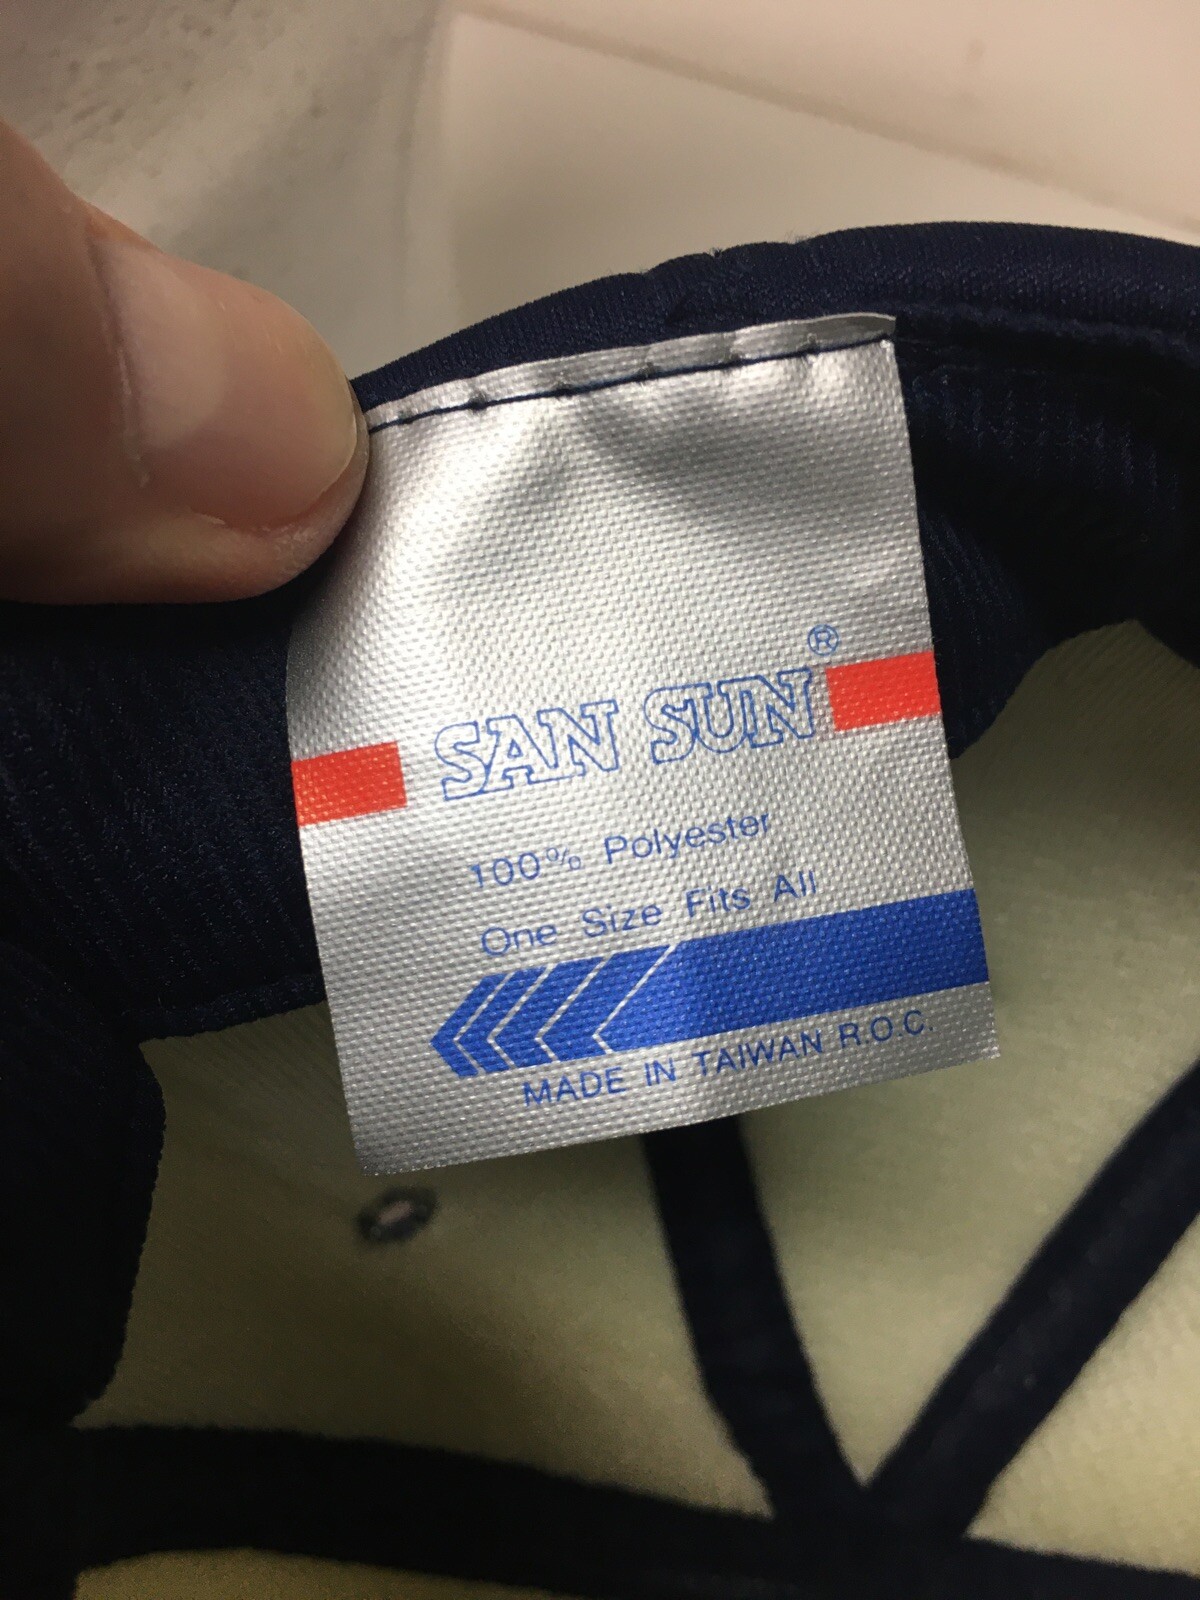 SAN SUN®
100% Polyester
One Size Fits All
MADE IN TAIWAN R.O.C.